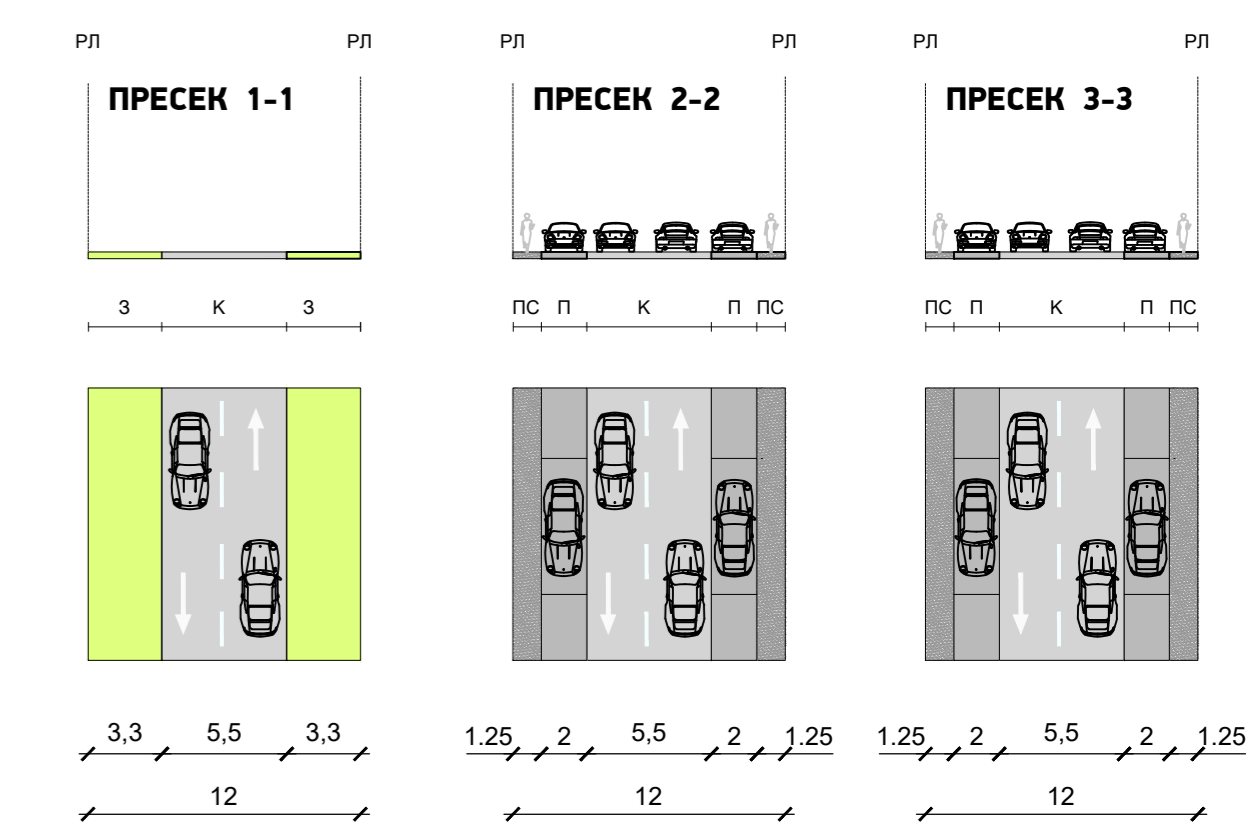 РЛ РЛ РЛ РЛ РЛ РЛ
ПРЕСЕК 1-1 ПРЕСЕК 2-2 ПРЕСЕК 3-3
З К З ПС П К П ПС ПС П К П ПС
3,3 5,5 3,3 1.25 2 5,5 2 1.25 1.25 2 5,5 2 1.25
12 12 12